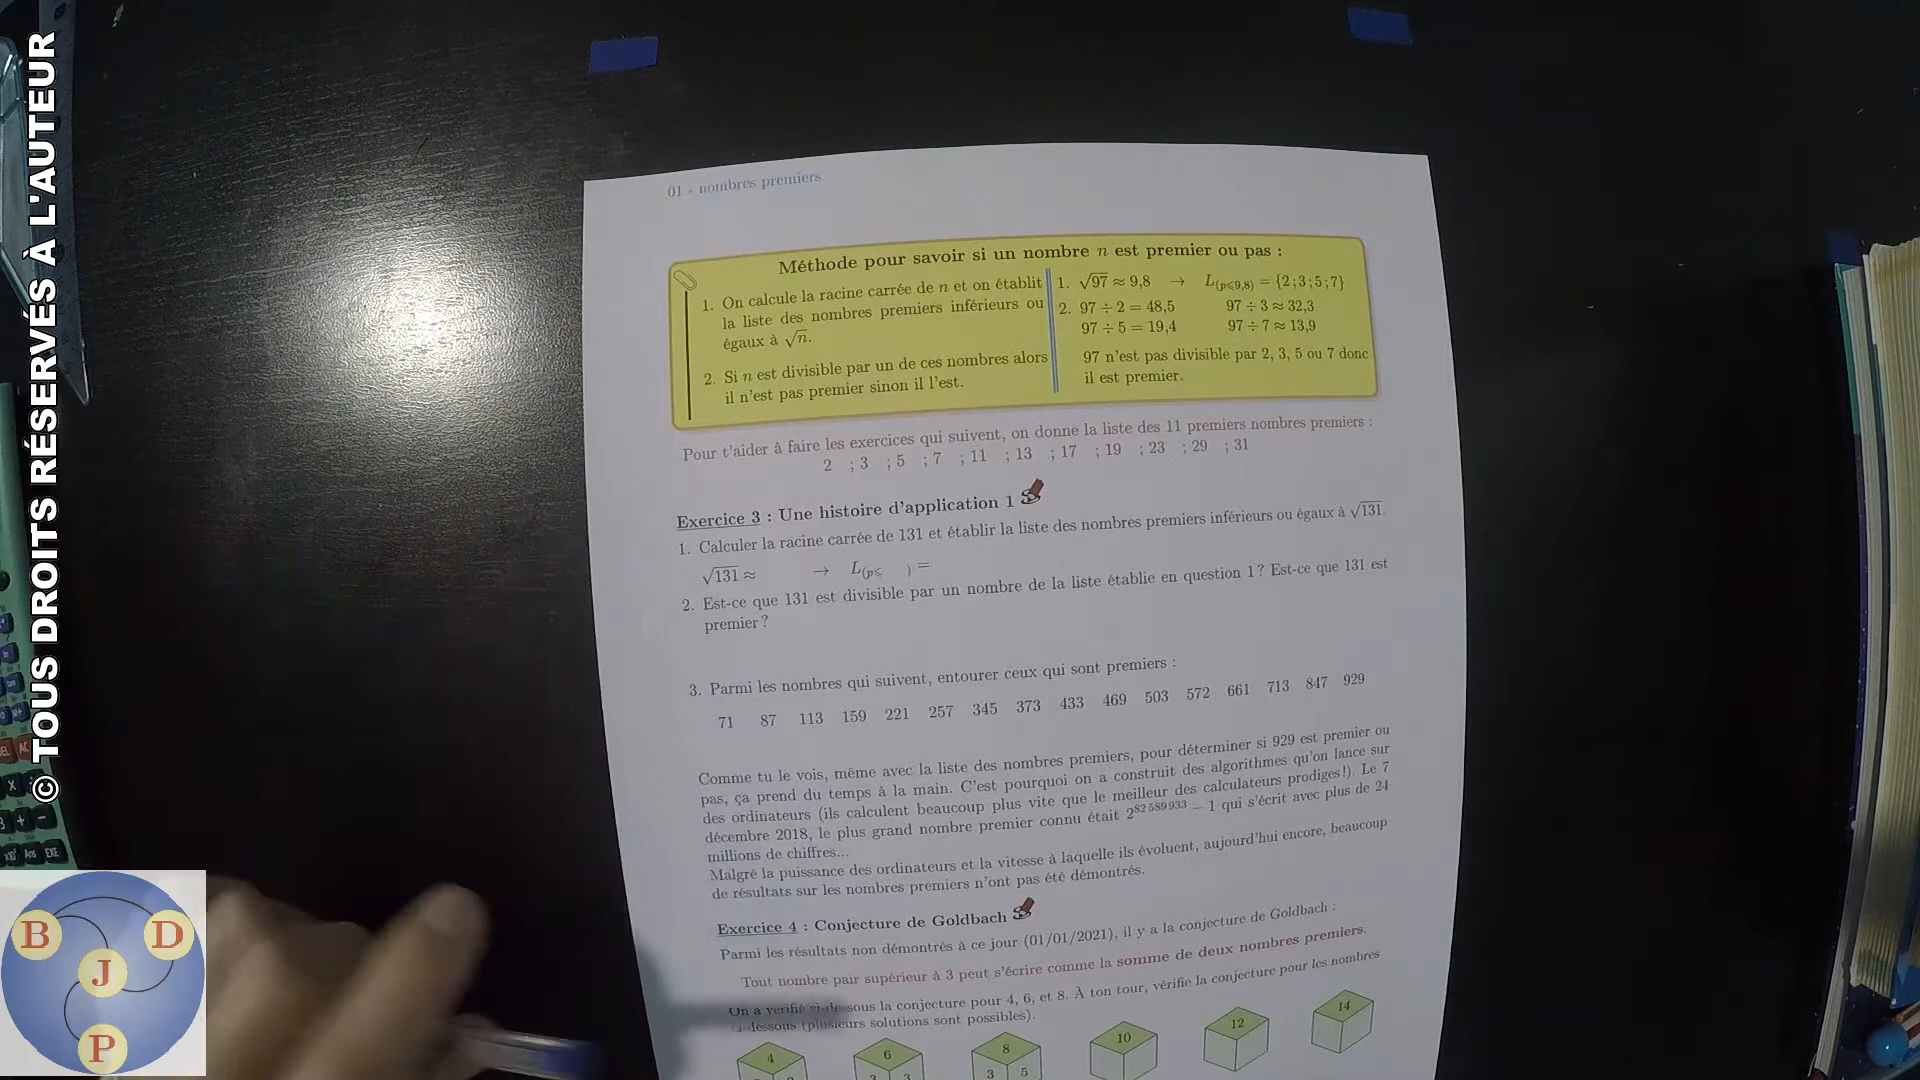 © TOUS DROITS RÉSERVÉS À L'AUTEUR
01 - nombres premiers
Méthode pour savoir si un nombre n est premier ou pas :
1. On calcule la racine carrée de n et on établit
la liste des nombres premiers inférieurs ou
égaux à √n.
2. Si n est divisible par un de ces nombres alors
il n'est pas premier sinon il l'est.
1. √97 ≈ 9,8 → L(p⩽9,8) = {2;3;5;7}
2. 97 ÷ 2 = 48,5 97 ÷ 3 ≈ 32,3
97 ÷ 5 = 19,4 97 ÷ 7 ≈ 13,9
97 n'est pas divisible par 2, 3, 5 ou 7 donc
il est premier.
Pour t'aider à faire les exercices qui suivent, on donne la liste des 11 premiers nombres premiers :
2 ; 3 ; 5 ; 7 ; 11 ; 13 ; 17 ; 19 ; 23 ; 29 ; 31
Exercice 3 : Une histoire d'application 1
1. Calculer la racine carrée de 131 et établir la liste des nombres premiers inférieurs ou égaux à √131.
√131 ≈ → L(p⩽ ) =
2. Est-ce que 131 est divisible par un nombre de la liste établie en question 1 ? Est-ce que 131 est
premier ?
3. Parmi les nombres qui suivent, entourer ceux qui sont premiers :
71 87 113 159 221 257 345 373 433 469 503 572 661 713 847 929
Comme tu le vois, même avec la liste des nombres premiers, pour déterminer si 929 est premier ou
pas, ça prend du temps à la main. C'est pourquoi on a construit des algorithmes qu'on lance sur
des ordinateurs (ils calculent beaucoup plus vite que le meilleur des calculateurs prodiges!). Le 7
décembre 2018, le plus grand nombre premier connu était 2^82 589 933 − 1 qui s'écrit avec plus de 24
millions de chiffres...
Malgré la puissance des ordinateurs et la vitesse à laquelle ils évoluent, aujourd'hui encore, beaucoup
de résultats sur les nombres premiers n'ont pas été démontrés.
Exercice 4 : Conjecture de Goldbach
Parmi les résultats non démontrés à ce jour (01/01/2021), il y a la conjecture de Goldbach :
Tout nombre pair supérieur à 3 peut s'écrire comme la somme de deux nombres premiers.
On a vérifié ci-dessous la conjecture pour 4, 6, et 8. À ton tour, vérifie la conjecture pour les nombres
ci-dessous (plusieurs solutions sont possibles).
4 6 8 10 12 14
3 3 3 5
B D
J
P
AC
+ −
Ans EXE